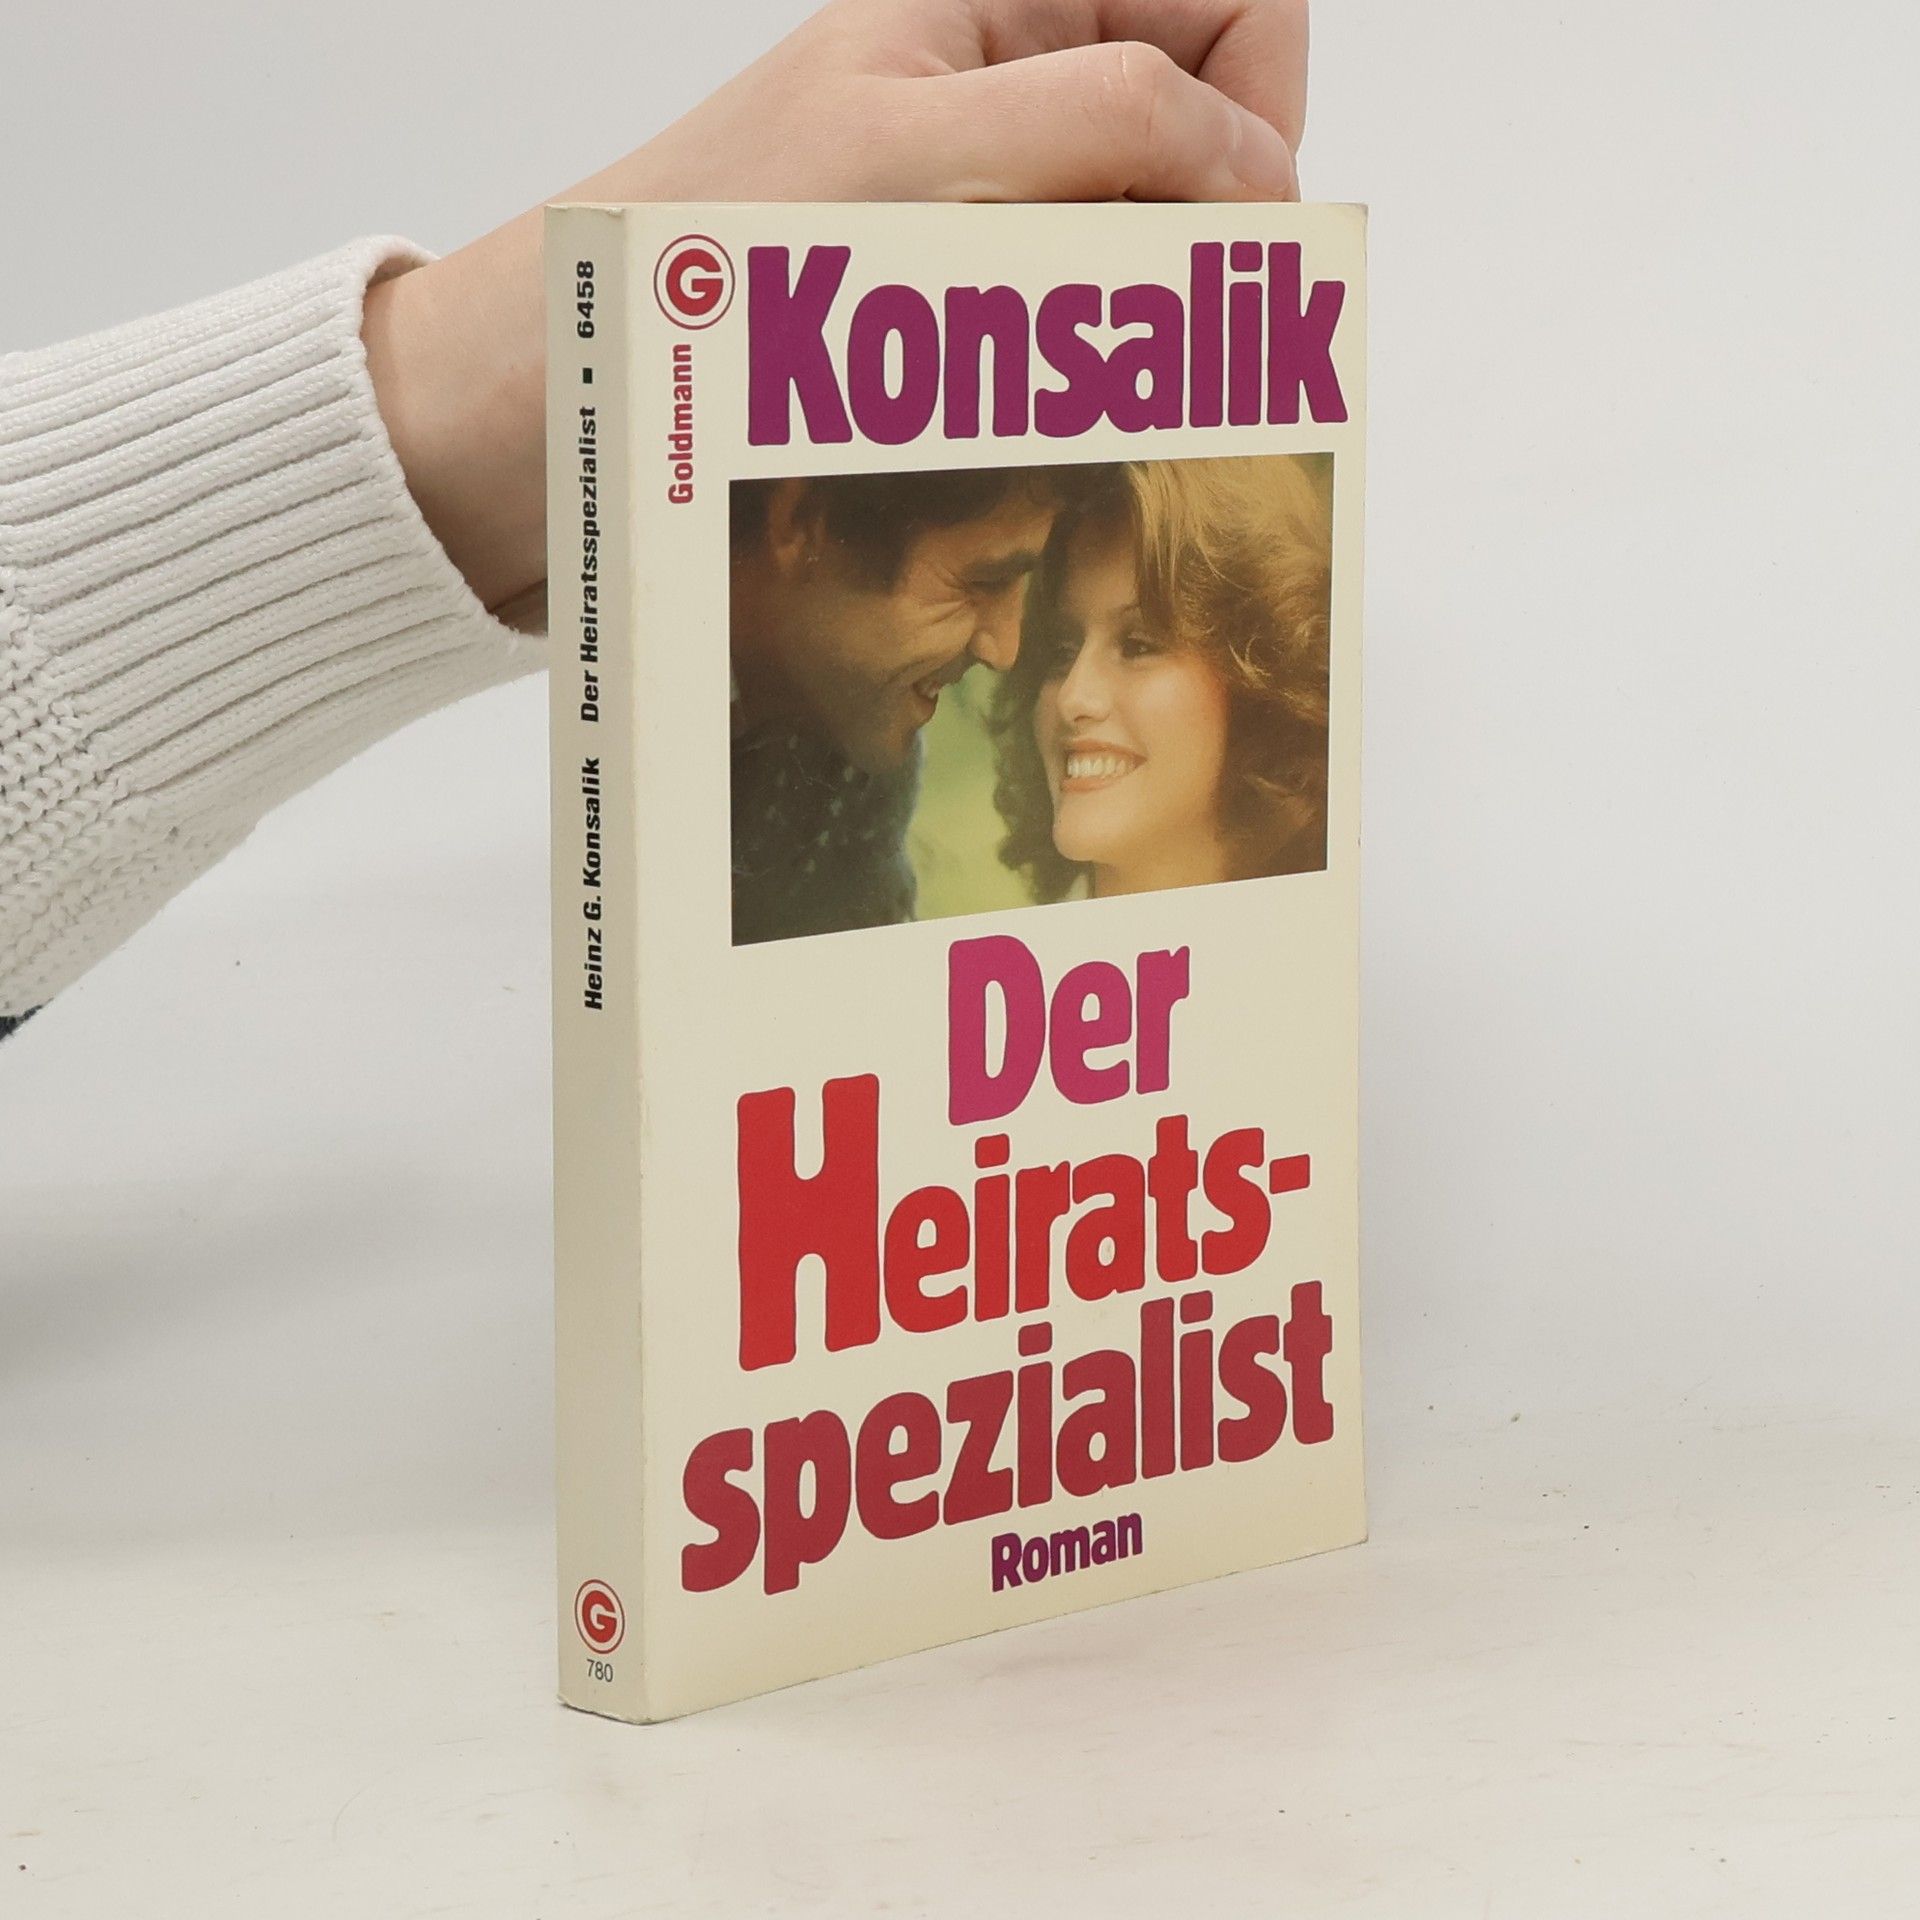 Heinz G. Konsalik Der Heiratsspezialist ■ 6458
G
780
G
Goldmann
Konsalik
Der
Heirats-
spezialist
Roman